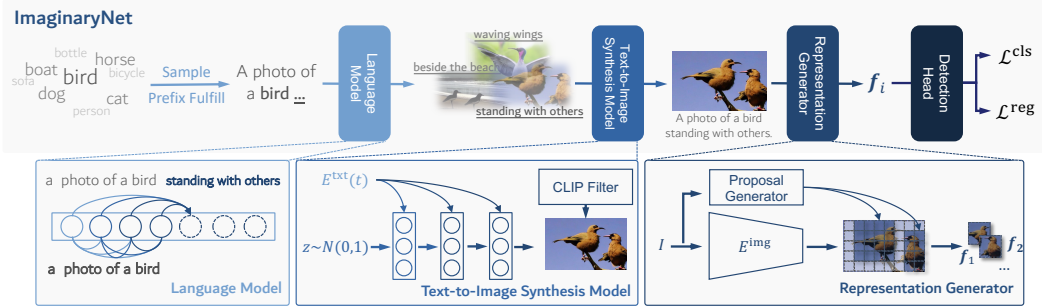 ImaginaryNet
bottle
horse
boat
bird
bicycle
sofa
dog
cat
person
Sample
Prefix Fulfill
A photo of
a bird ...
Language
Model
waving wings
beside the beach
standing with others
Text-to-Image
Synthesis Model
A photo of a bird
standing with others.
Representation
Generator
f_i
Detection
Head
L^cls
L^reg
a photo of a bird standing with others
a photo of a bird
Language Model
E^txt(t)
z~N(0,1)
CLIP Filter
Text-to-Image Synthesis Model
I
Proposal
Generator
E^img
f_1
f_2
...
Representation Generator